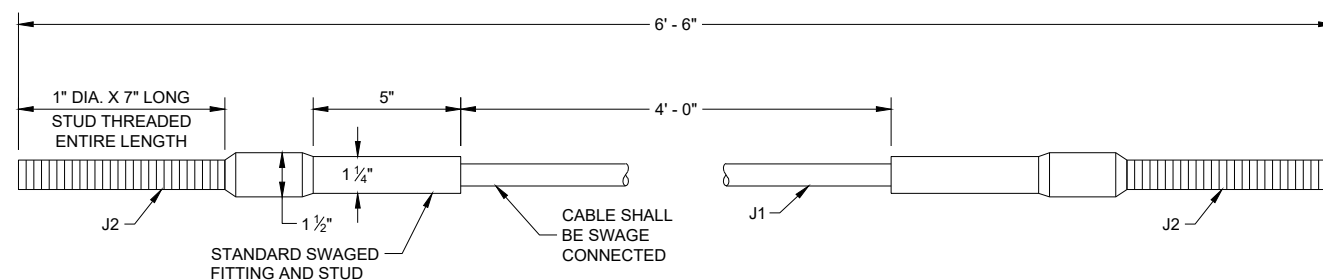 6' - 6"
1" DIA. X 7" LONG
STUD THREADED
ENTIRE LENGTH
5"
4' - 0"
1 ¼"
J2
1 ½"
STANDARD SWAGED
FITTING AND STUD
CABLE SHALL
BE SWAGE
CONNECTED
J1
J2